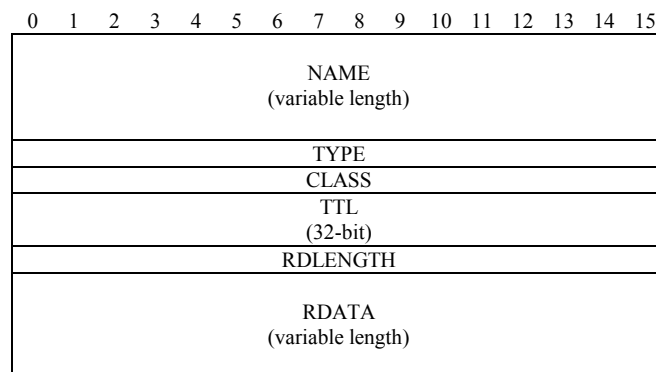 0 1 2 3 4 5 6 7 8 9 10 11 12 13 14 15
NAME
(variable length)
TYPE
CLASS
TTL
(32-bit)
RDLENGTH
RDATA
(variable length)